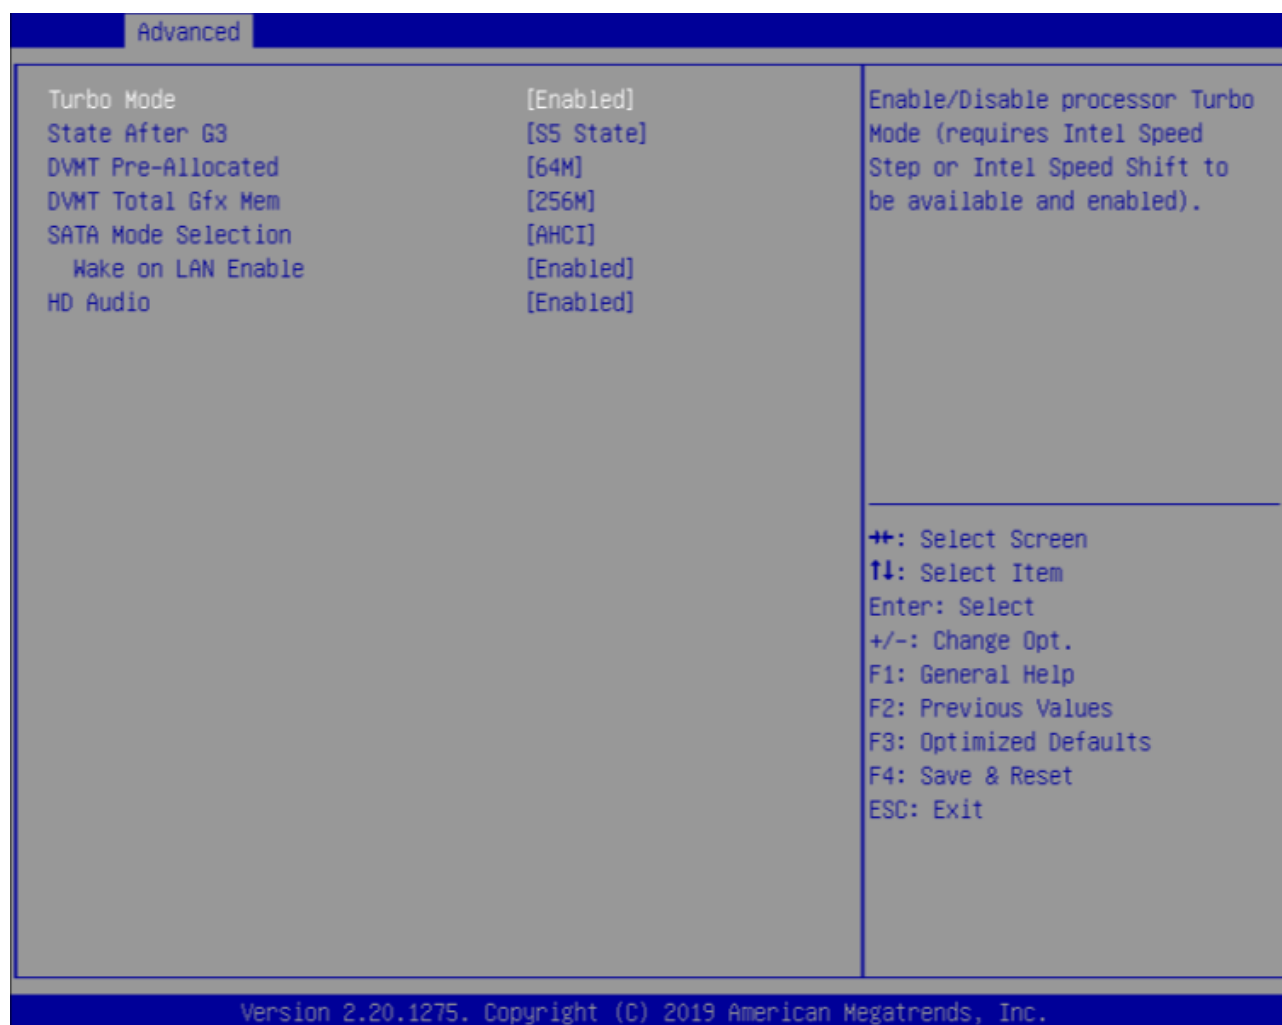 Advanced
Turbo Mode [Enabled]
State After G3 [S5 State]
DVMT Pre-Allocated [64M]
DVMT Total Gfx Mem [256M]
SATA Mode Selection [AHCI]
Wake on LAN Enable [Enabled]
HD Audio [Enabled]
Enable/Disable processor Turbo
Mode (requires Intel Speed
Step or Intel Speed Shift to
be available and enabled).
→←: Select Screen
↑↓: Select Item
Enter: Select
+/-: Change Opt.
F1: General Help
F2: Previous Values
F3: Optimized Defaults
F4: Save & Reset
ESC: Exit
Version 2.20.1275. Copyright (C) 2019 American Megatrends, Inc.